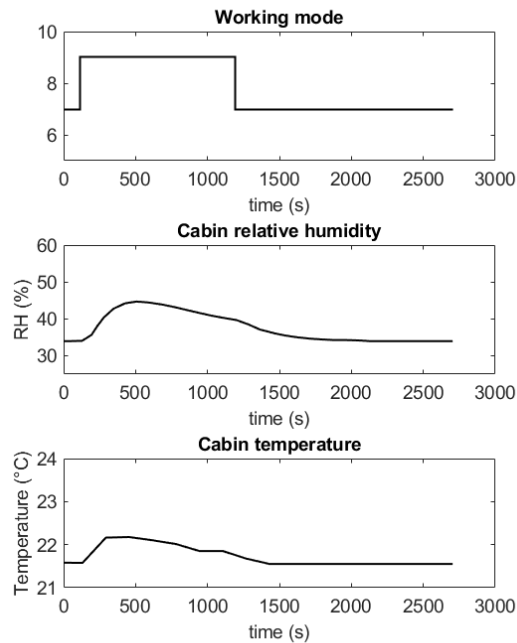 Working mode
10
8
6
0 500 1000 1500 2000 2500 3000
time (s)
Cabin relative humidity
60
50
40
30
RH (%)
0 500 1000 1500 2000 2500 3000
time (s)
Cabin temperature
24
23
22
21
Temperature (°C)
0 500 1000 1500 2000 2500 3000
time (s)